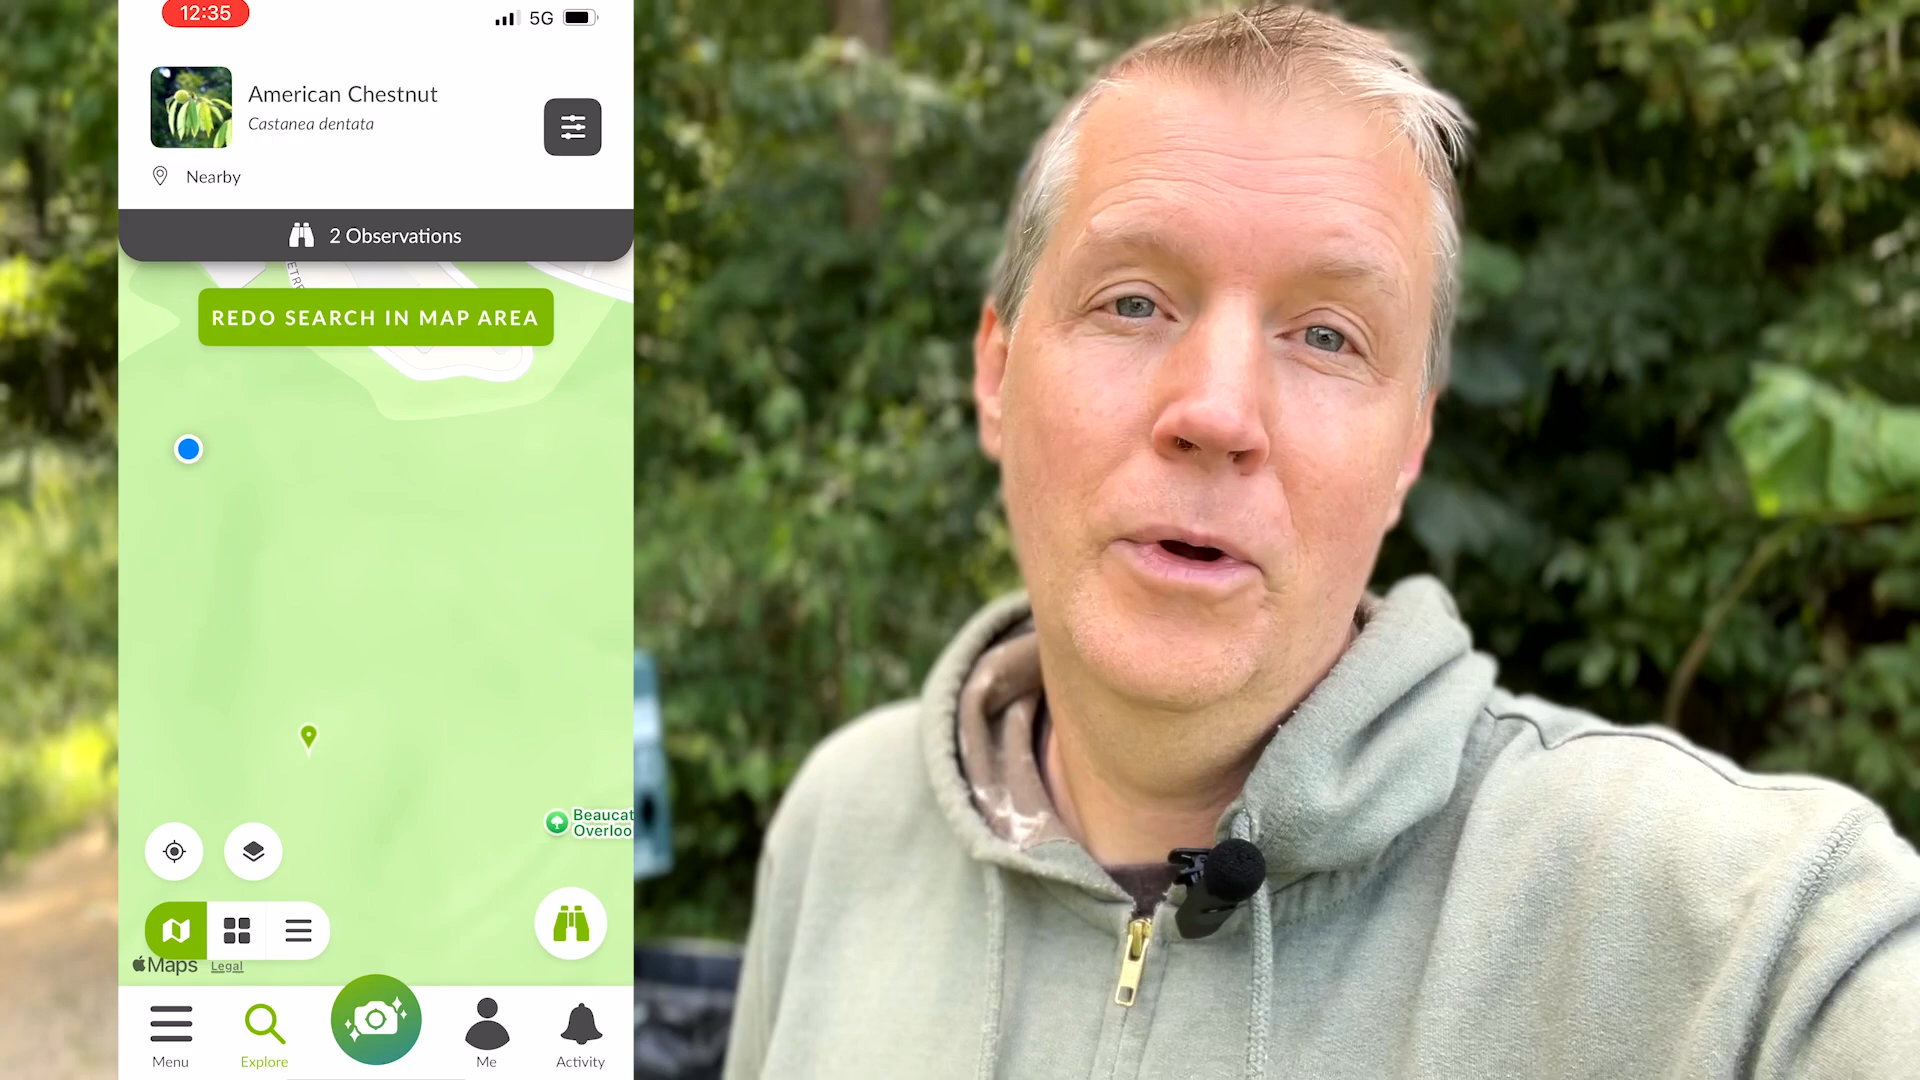 12:35
5G
American Chestnut
Castanea dentata
Nearby
2 Observations
ETRE
REDO SEARCH IN MAP AREA
Beaucat
Overloo
Maps Legal
Menu
Explore
Me
Activity